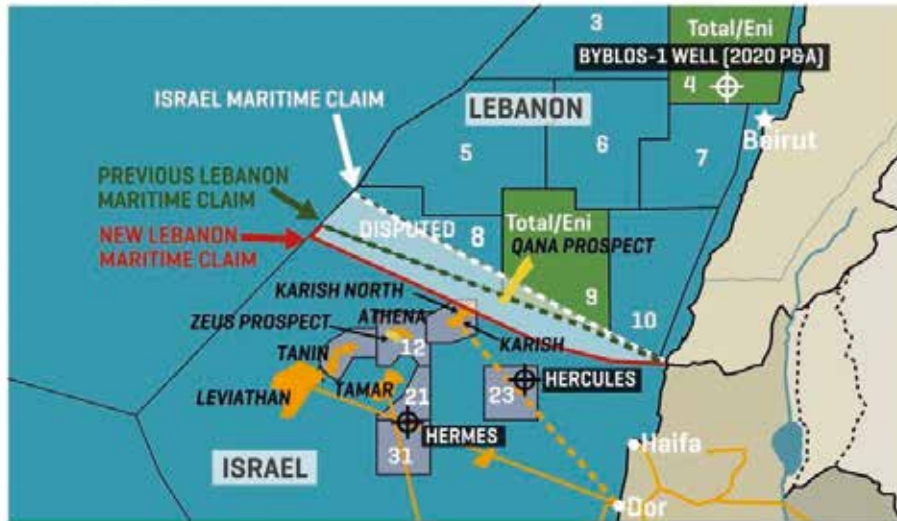 3
Total/Eni
BYBLOS-1 WELL (2020 P&A)
4
ISRAEL MARITIME CLAIM
LEBANON
Beirut
5
6
7
PREVIOUS LEBANON
MARITIME CLAIM
DISPUTED
8
Total/Eni
QANA PROSPECT
NEW LEBANON
MARITIME CLAIM
KARISH NORTH
9
10
ZEUS PROSPECT
ATHENA
12
KARISH
TANIN
LEVIATHAN
TAMAR
21
23
HERCULES
HERMES
31
Haifa
ISRAEL
Dor